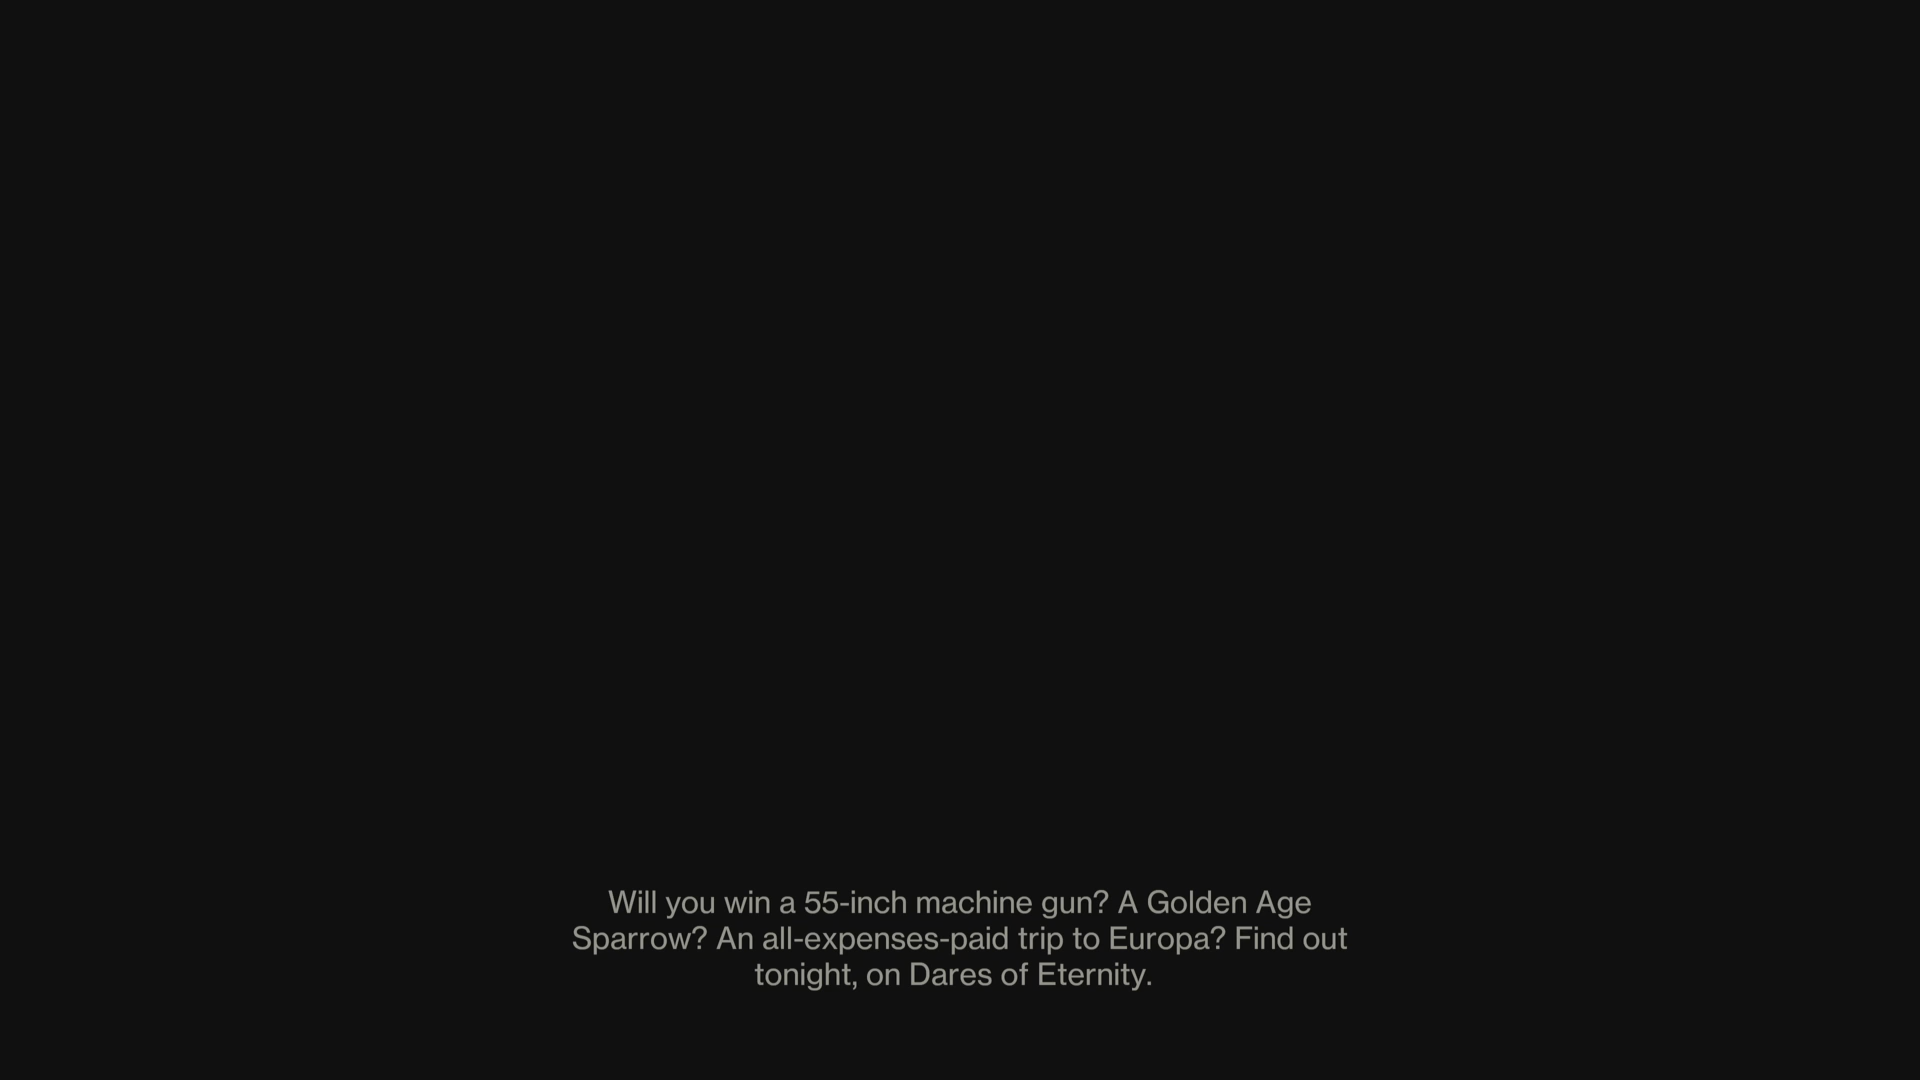 Will you win a 55-inch machine gun? A Golden Age
Sparrow? An all-expenses-paid trip to Europa? Find out
tonight, on Dares of Eternity.